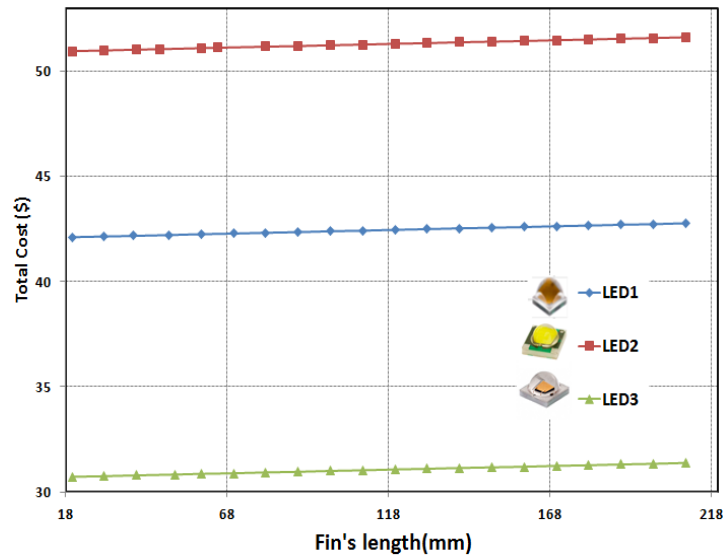 50
45
40
35
30
Total Cost ($)
LED1
LED2
LED3
18 68 118 168 218
Fin's length(mm)